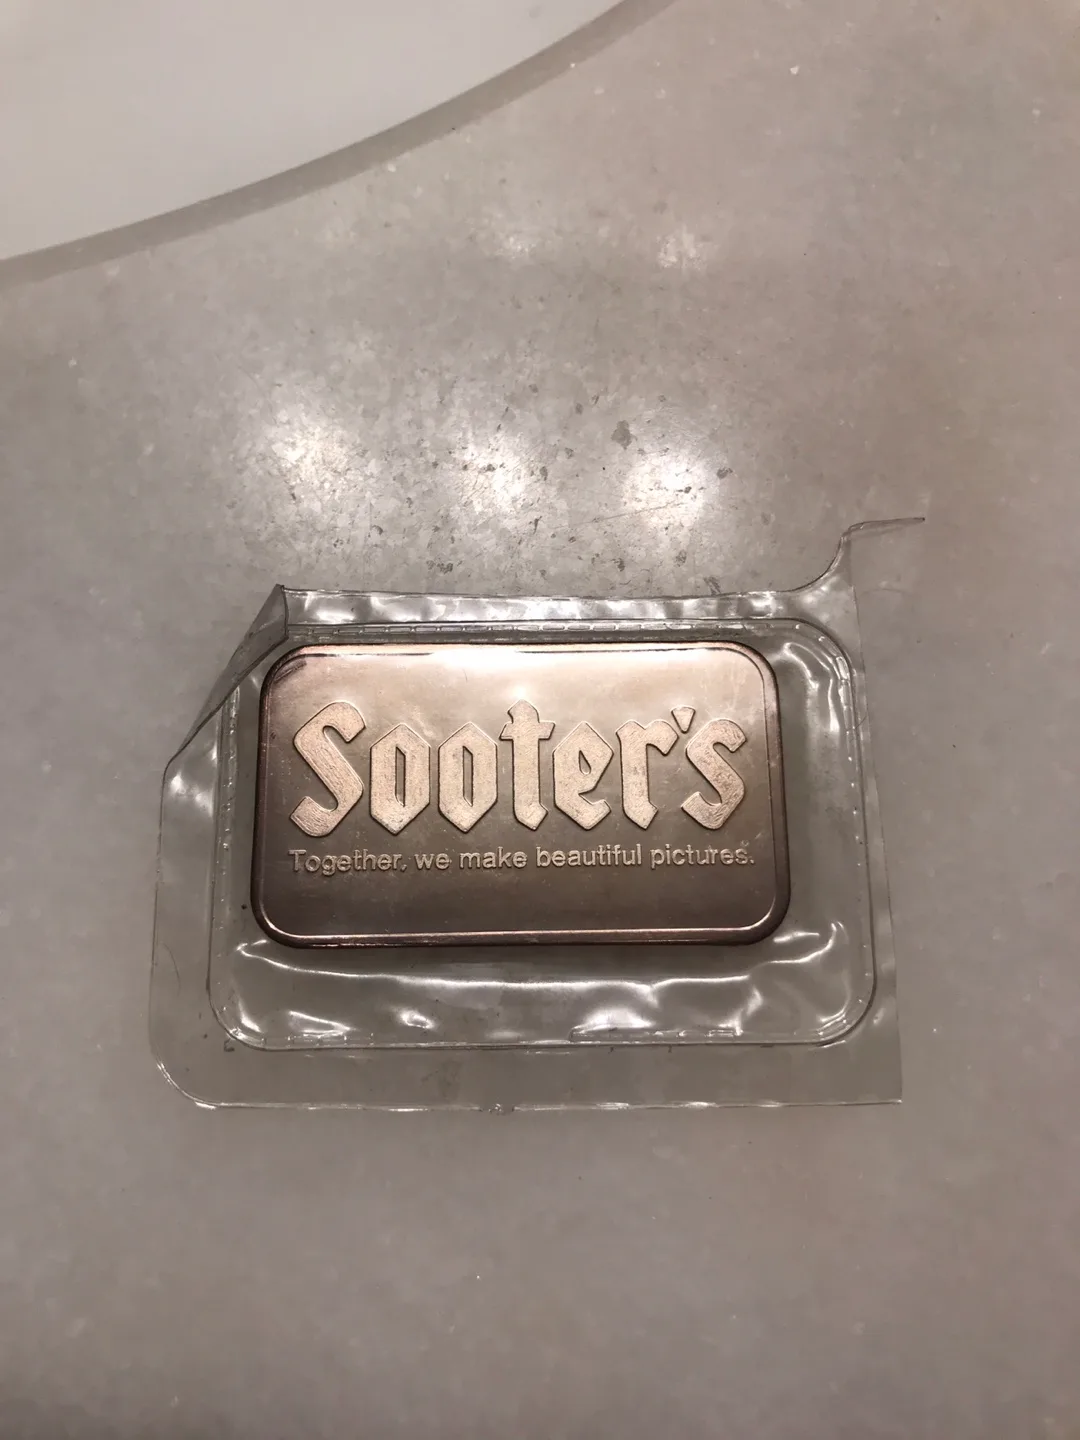 Sooter's
Together, we make beautiful pictures.